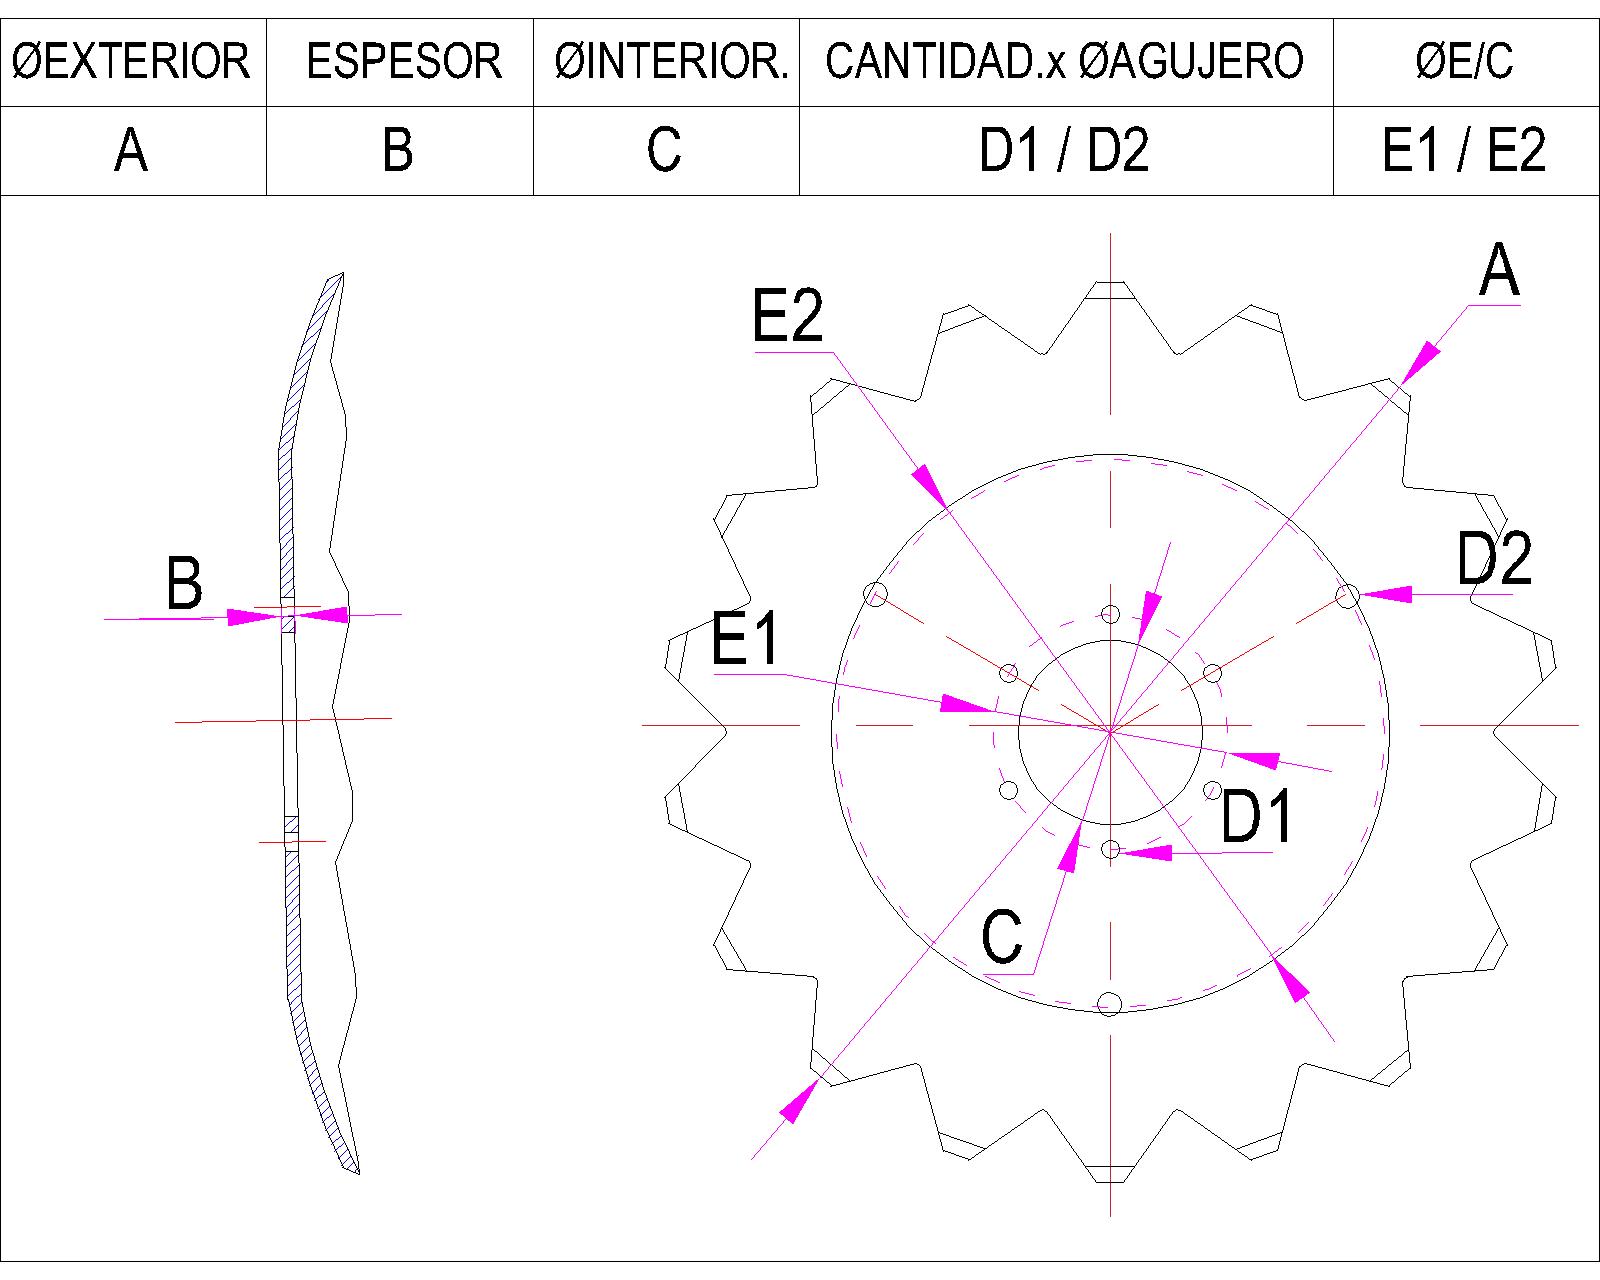 ØEXTERIOR ESPESOR ØINTERIOR. CANTIDAD.x ØAGUJERO ØE/C
A B C D1 / D2 E1 / E2
A
E2
D2
B
E1
D1
C